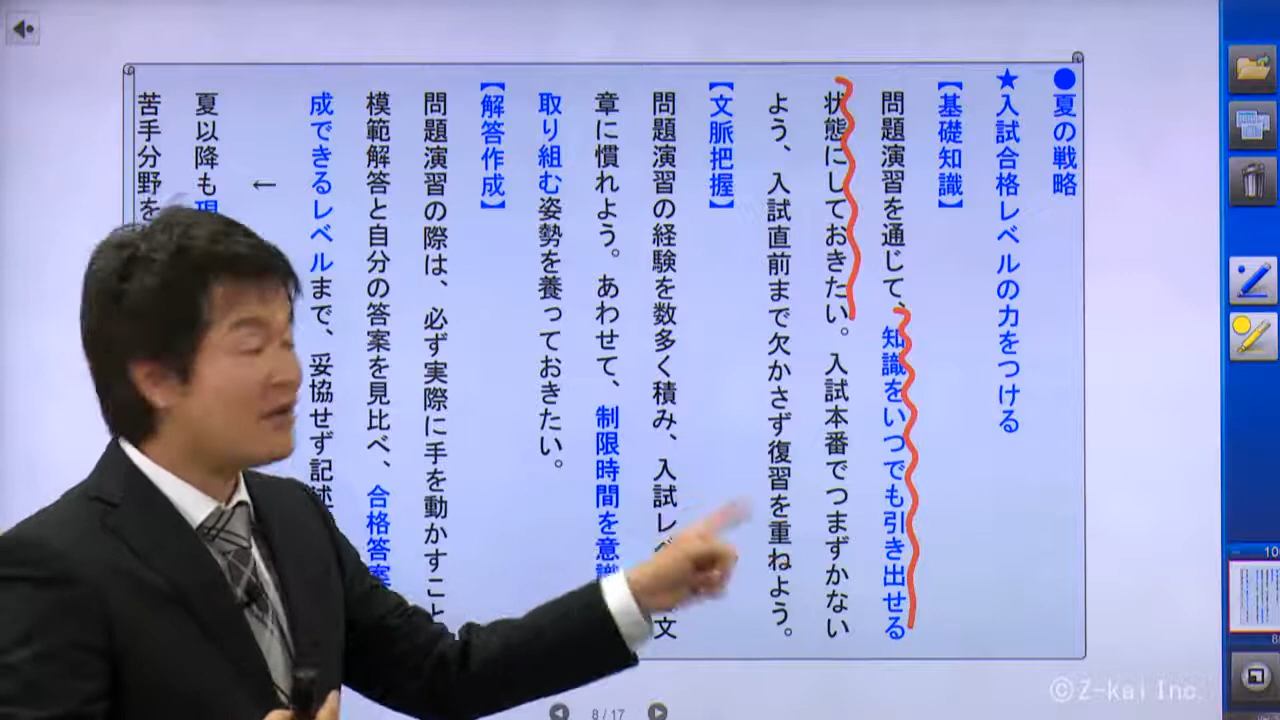 ●夏の戦略
★入試合格レベルの力をつける
【基礎知識】
問題演習を通じて、知識をいつでも引き出せる
状態にしておきたい。入試本番でつまずかない
よう、入試直前まで欠かさず復習を重ねよう。
【文脈把握】
問題演習の経験を数多く積み、入試レ
文
章に慣れよう。あわせて、制限時間を意識
取り組む姿勢を養っておきたい。
【解答作成】
問題演習の際は、必ず実際に手を動かすこと
模範解答と自分の答案を見比べ、合格答案
成できるレベルまで、妥協せず記述
←
夏以降も現
苦手分野を
8/17
©Z-kai Inc.
10